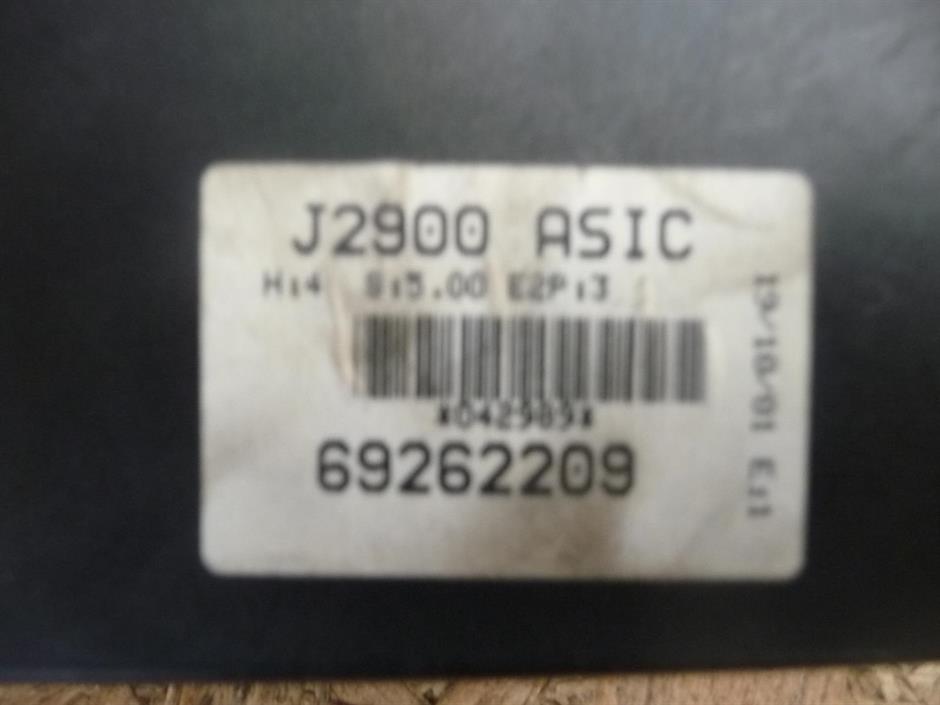 J2900 ASIC
H:4 S:5.00 E2P:3
*042989*
69262209
19/10/01 E:1